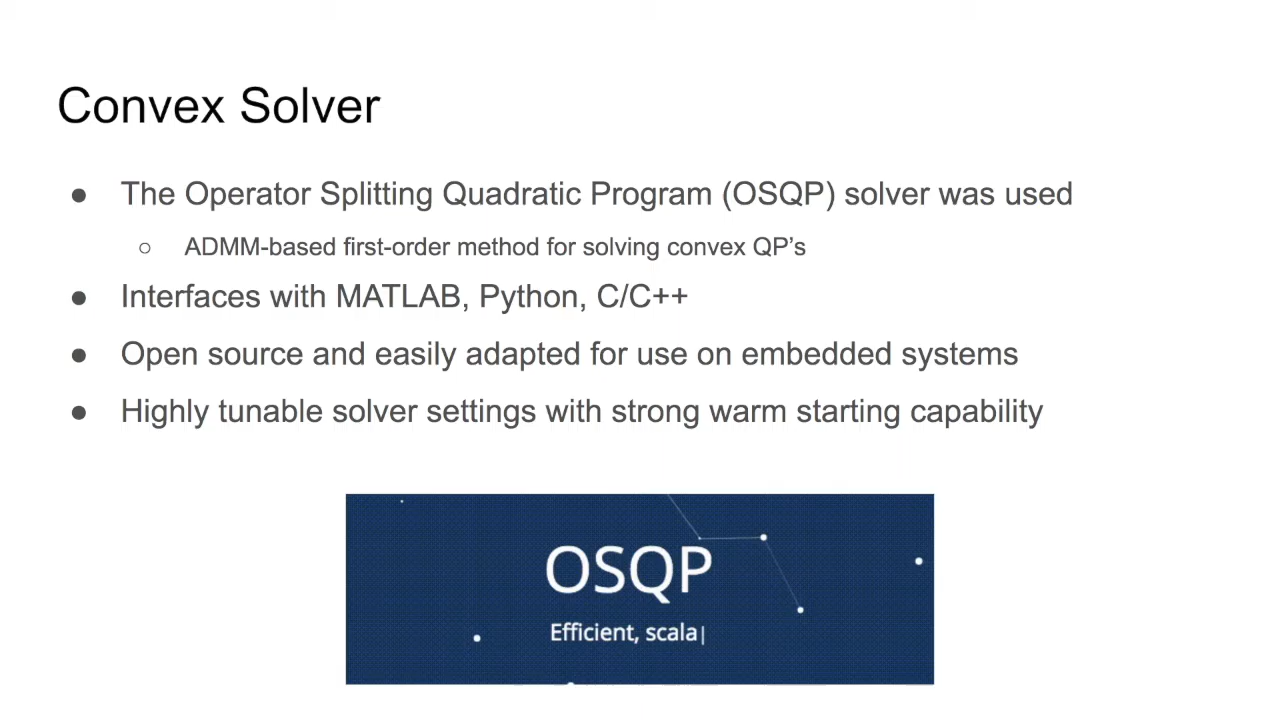 Convex Solver
● The Operator Splitting Quadratic Program (OSQP) solver was used
○ ADMM-based first-order method for solving convex QP’s
● Interfaces with MATLAB, Python, C/C++
● Open source and easily adapted for use on embedded systems
● Highly tunable solver settings with strong warm starting capability
OSQP
Efficient, scala|